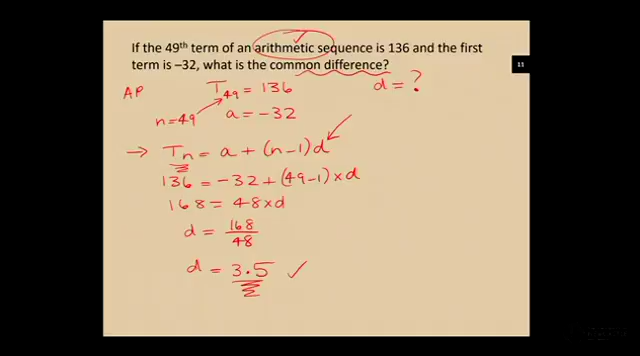 If the 49th term of an arithmetic sequence is 136 and the first
term is –32, what is the common difference?
11
AP
T49 = 136
d = ?
n = 49
a = –32
→ Tn = a + (n – 1)d
136 = –32 + (49 – 1) × d
168 = 48 × d
d = 168/48
d = 3.5 ✓